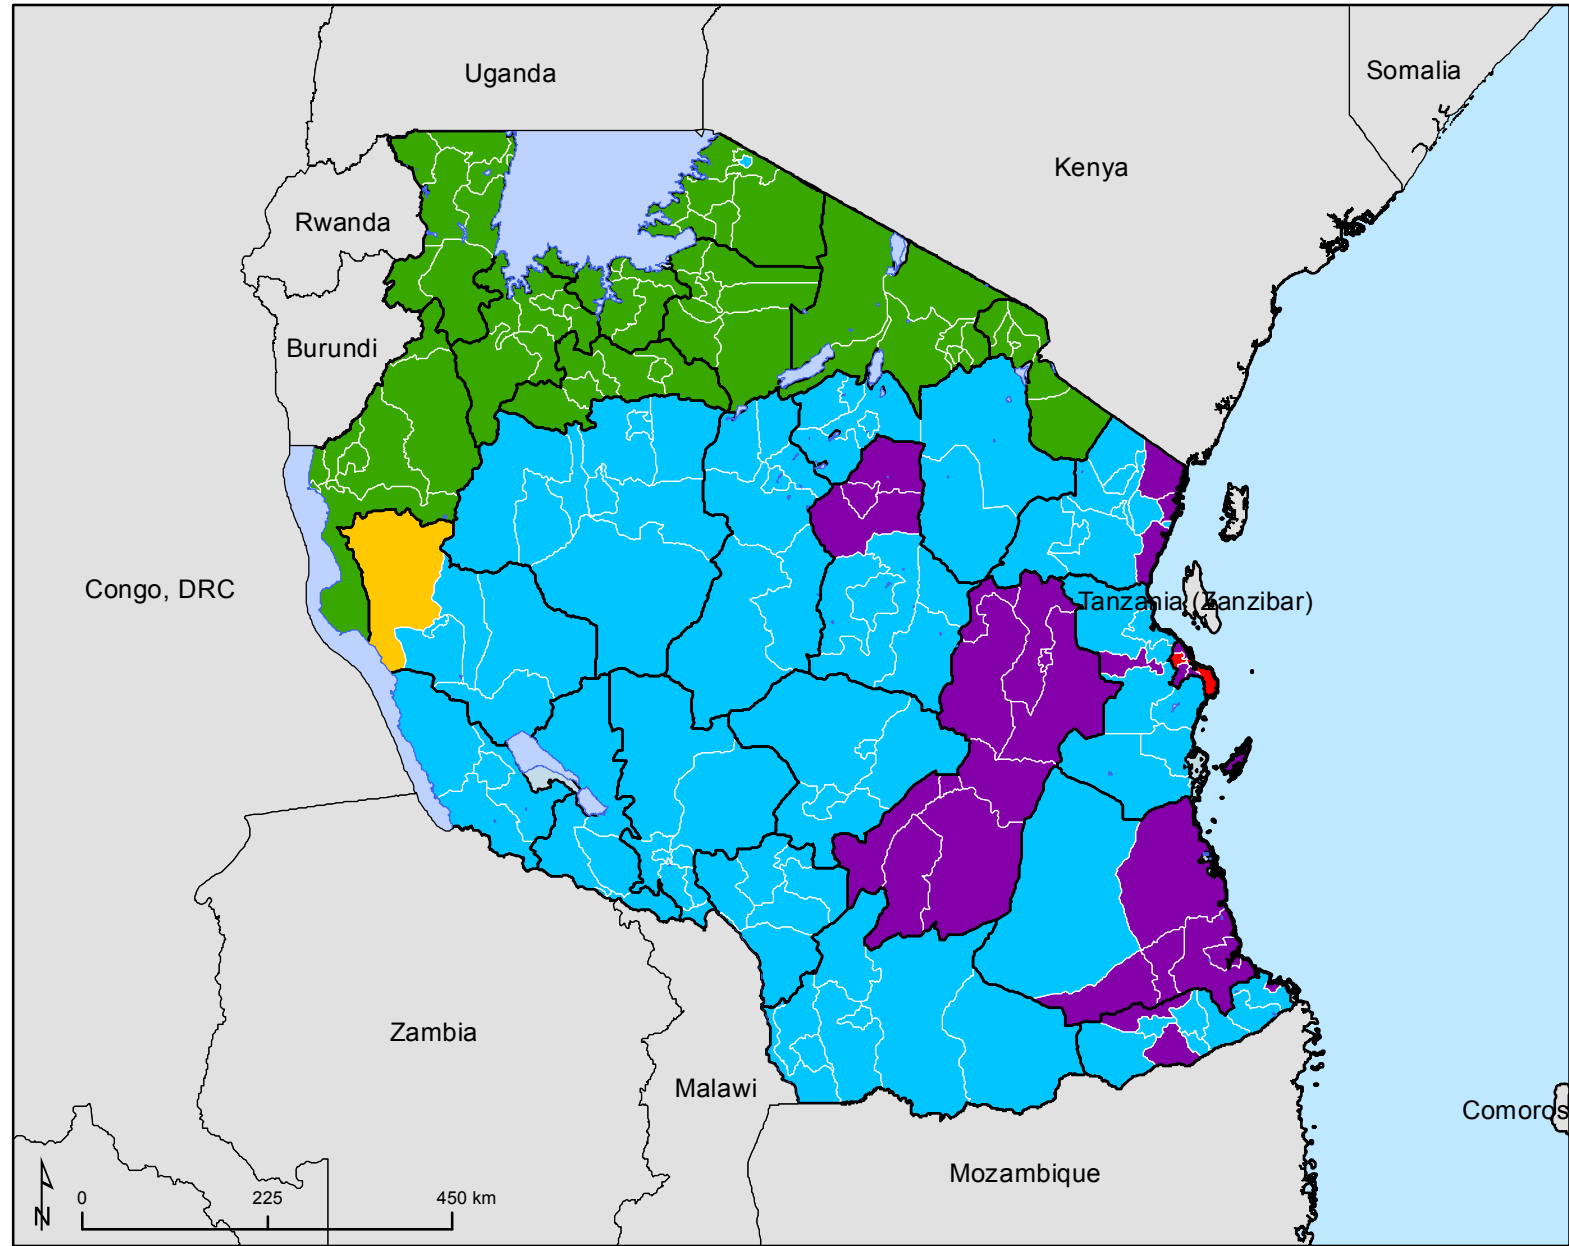 Uganda
Somalia
Kenya
Rwanda
Burundi
Congo, DRC
Tanzania (Zanzibar)
Zambia
Malawi
Comoros
Mozambique
N
0 225 450 km